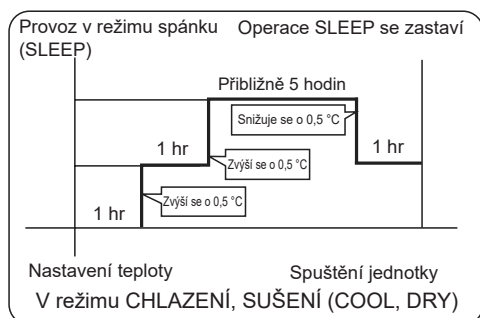 Provoz v režimu spánku
(SLEEP)
Operace SLEEP se zastaví
Přibližně 5 hodin
Snižuje se o 0,5 °C
1 hr
1 hr
Zvýší se o 0,5 °C
Zvýší se o 0,5 °C
1 hr
Nastavení teploty
Spuštění jednotky
V režimu CHLAZENÍ, SUŠENÍ (COOL, DRY)